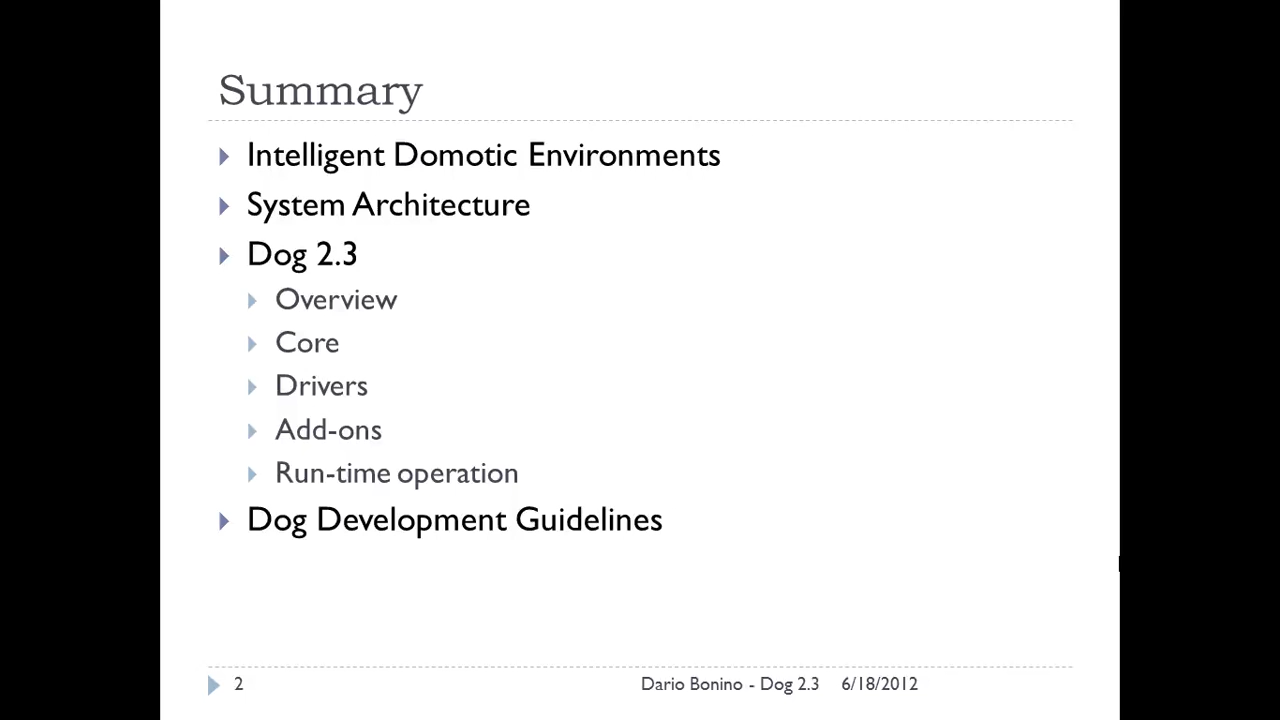 Summary
Intelligent Domotic Environments
System Architecture
Dog 2.3
Overview
Core
Drivers
Add-ons
Run-time operation
Dog Development Guidelines
2 Dario Bonino - Dog 2.3 6/18/2012